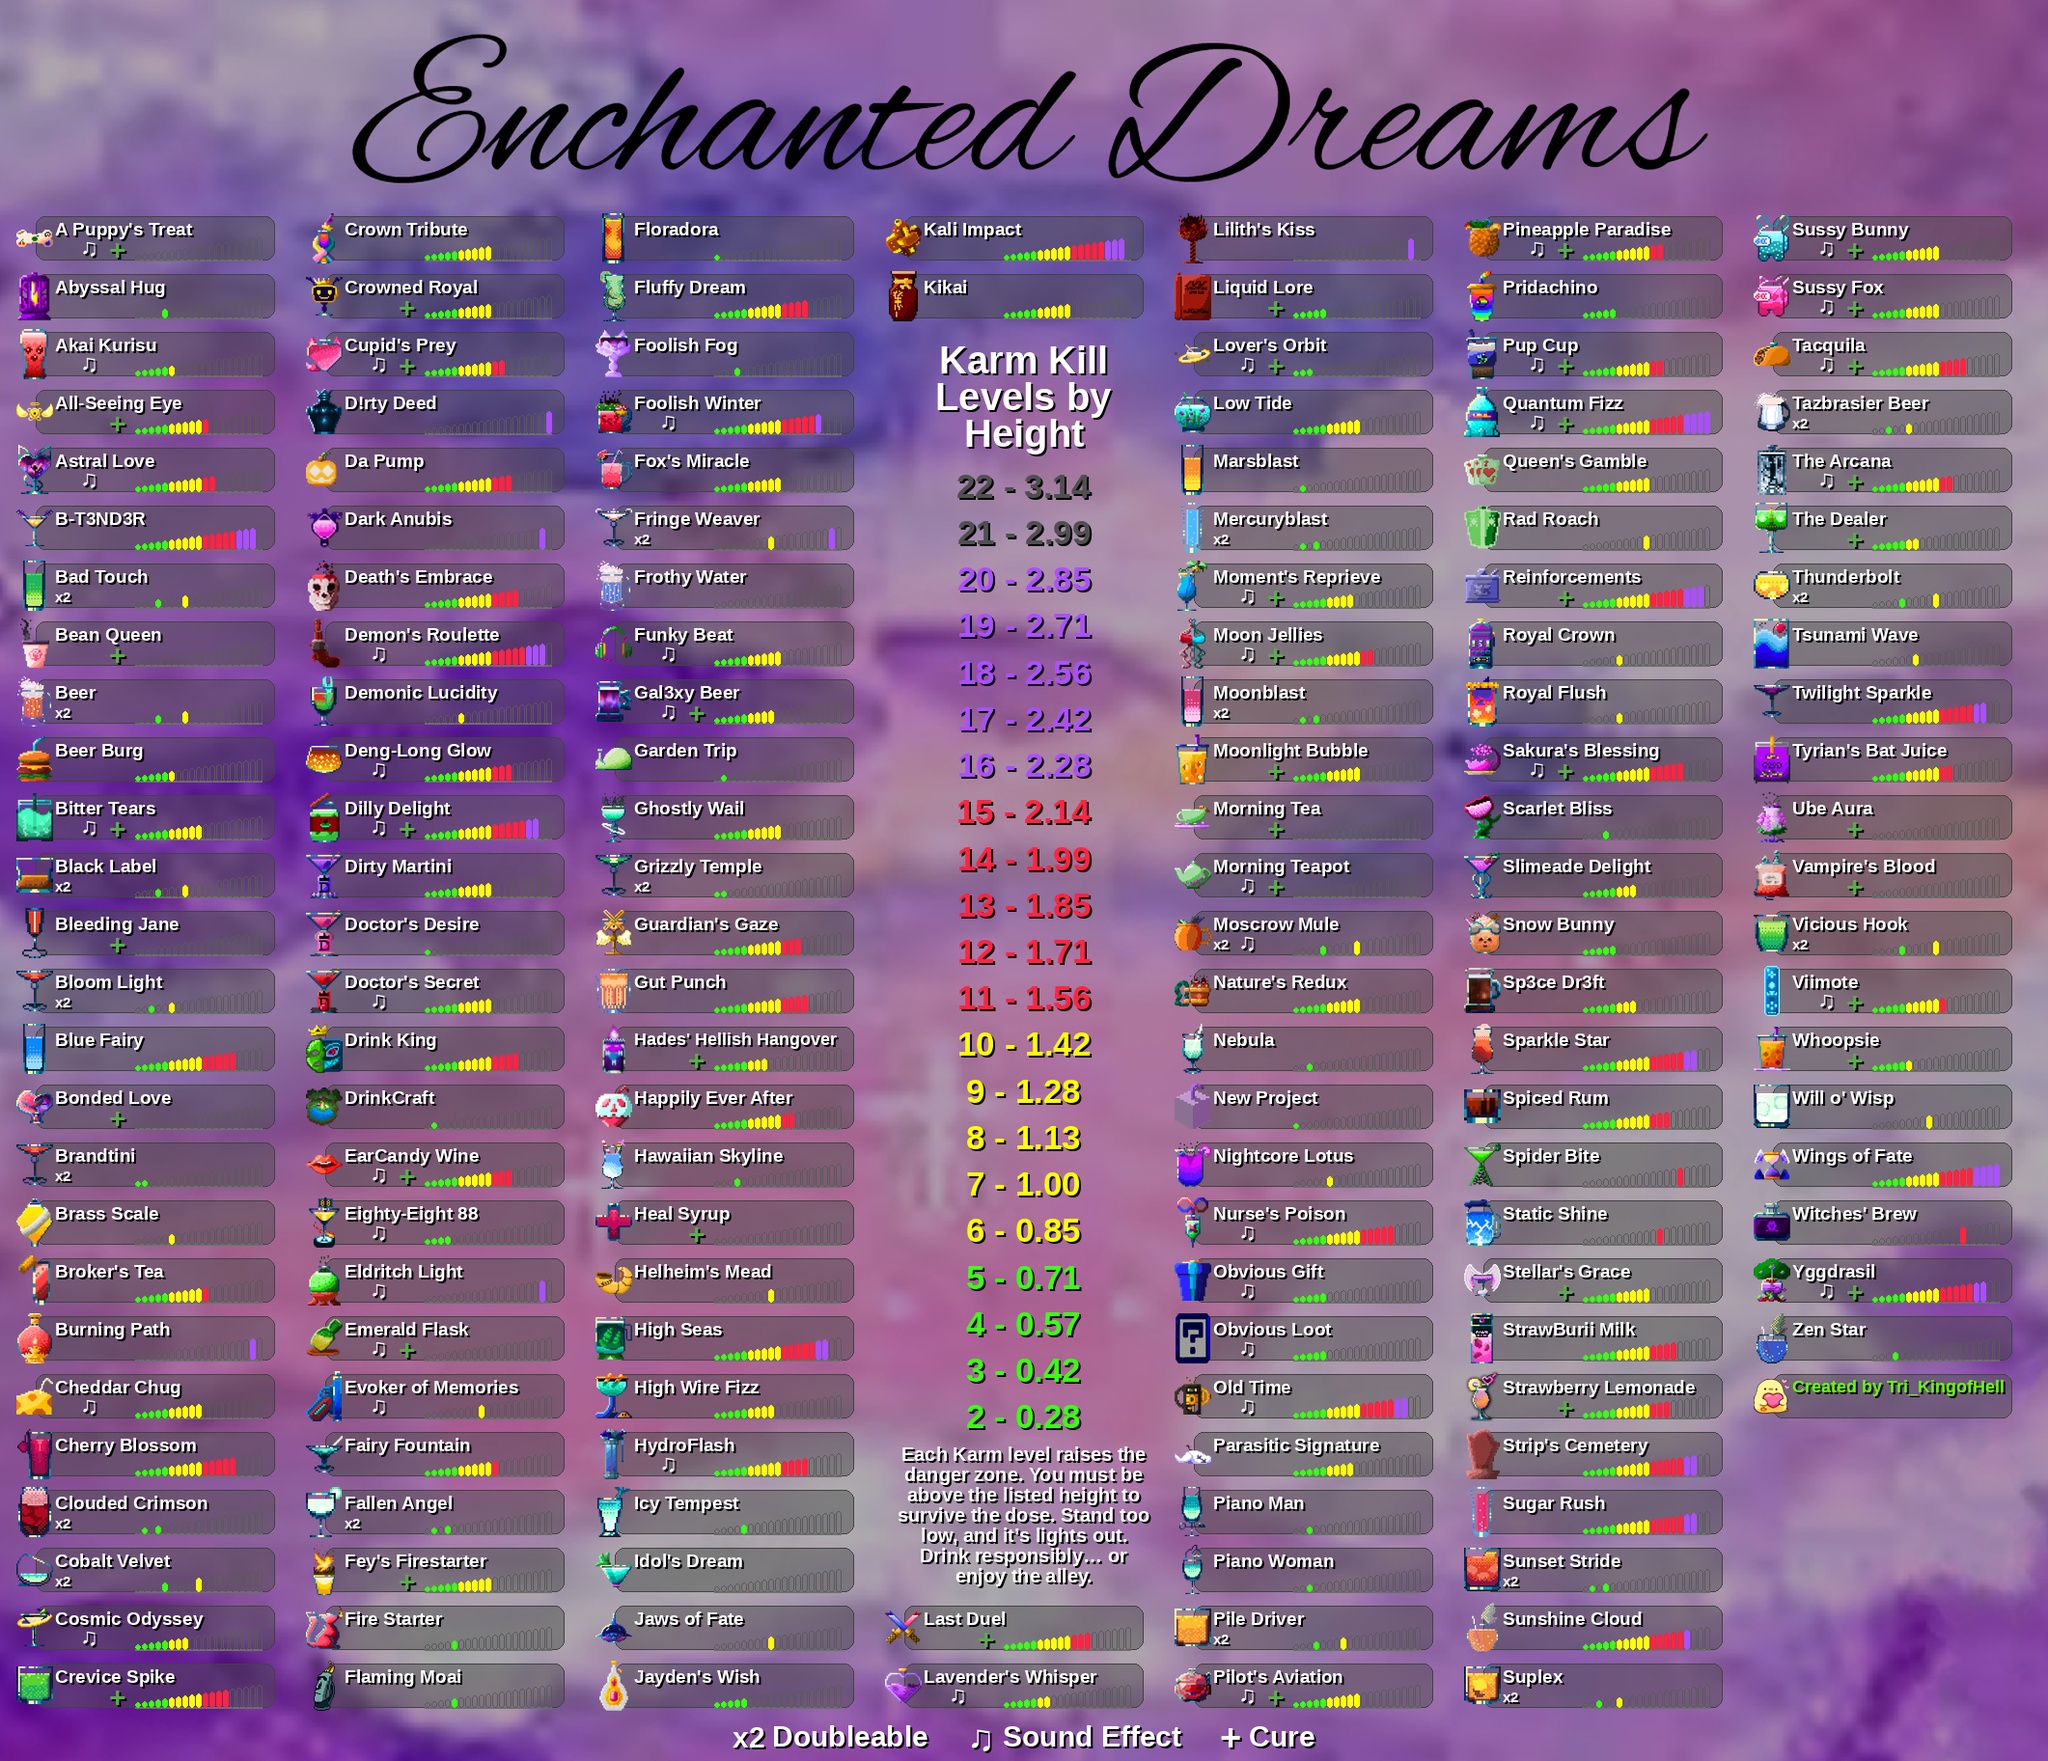 Enchanted Dreams
A Puppy's Treat
♫ +
Abyssal Hug
Akai Kurisu
♫
All-Seeing Eye
+
Astral Love
♫
B-T3ND3R
Bad Touch
x2
Bean Queen
+
Beer
x2
Beer Burg
Bitter Tears
♫ +
Black Label
x2
Bleeding Jane
+
Bloom Light
x2
Blue Fairy
Bonded Love
+
Brandtini
x2
Brass Scale
Broker's Tea
Burning Path
Cheddar Chug
♫
Cherry Blossom
Clouded Crimson
x2
Cobalt Velvet
x2
Cosmic Odyssey
♫
Crevice Spike
+
Crown Tribute
Crowned Royal
+
Cupid's Prey
♫ +
D!rty Deed
Da Pump
Dark Anubis
Death's Embrace
Demon's Roulette
♫
Demonic Lucidity
Deng-Long Glow
♫
Dilly Delight
♫ +
Dirty Martini
Doctor's Desire
Doctor's Secret
♫
Drink King
DrinkCraft
EarCandy Wine
♫ +
Eighty-Eight 88
♫
Eldritch Light
♫
Emerald Flask
♫ +
Evoker of Memories
♫
Fairy Fountain
Fallen Angel
x2
Fey's Firestarter
+
Fire Starter
Flaming Moai
Floradora
Fluffy Dream
Foolish Fog
Foolish Winter
♫
Fox's Miracle
Fringe Weaver
x2
Frothy Water
Funky Beat
♫
Gal3xy Beer
♫ +
Garden Trip
Ghostly Wail
Grizzly Temple
x2
Guardian's Gaze
Gut Punch
Hades' Hellish Hangover
+
Happily Ever After
Hawaiian Skyline
Heal Syrup
+
Helheim's Mead
High Seas
High Wire Fizz
HydroFlash
♫
Icy Tempest
Idol's Dream
Jaws of Fate
Jayden's Wish
Kali Impact
Kikai
Karm Kill
Levels by
Height
22 - 3.14
21 - 2.99
20 - 2.85
19 - 2.71
18 - 2.56
17 - 2.42
16 - 2.28
15 - 2.14
14 - 1.99
13 - 1.85
12 - 1.71
11 - 1.56
10 - 1.42
9 - 1.28
8 - 1.13
7 - 1.00
6 - 0.85
5 - 0.71
4 - 0.57
3 - 0.42
2 - 0.28
Each Karm level raises the
danger zone. You must be
above the listed height to
survive the dose. Stand too
low, and it's lights out.
Drink responsibly... or
enjoy the alley.
Last Duel
+
Lavender's Whisper
♫
Lilith's Kiss
Liquid Lore
+
Lover's Orbit
♫ +
Low Tide
Marsblast
Mercuryblast
x2
Moment's Reprieve
♫ +
Moon Jellies
♫ +
Moonblast
x2
Moonlight Bubble
+
Morning Tea
+
Morning Teapot
♫ +
Moscrow Mule
x2 ♫
Nature's Redux
Nebula
New Project
Nightcore Lotus
Nurse's Poison
♫
Obvious Gift
♫
Obvious Loot
♫
Old Time
♫
Parasitic Signature
Piano Man
Piano Woman
Pile Driver
x2
Pilot's Aviation
♫ +
Pineapple Paradise
♫ +
Pridachino
Pup Cup
♫ +
Quantum Fizz
♫ +
Queen's Gamble
Rad Roach
Reinforcements
+
Royal Crown
Royal Flush
Sakura's Blessing
♫ +
Scarlet Bliss
Slimeade Delight
Snow Bunny
Sp3ce Dr3ft
Sparkle Star
Spiced Rum
Spider Bite
Static Shine
Stellar's Grace
+
StrawBurii Milk
Strawberry Lemonade
+
Strip's Cemetery
Sugar Rush
Sunset Stride
x2
Sunshine Cloud
Suplex
x2
Sussy Bunny
♫ +
Sussy Fox
♫ +
Tacquila
♫ +
Tazbrasier Beer
x2
The Arcana
♫ +
The Dealer
+
Thunderbolt
x2
Tsunami Wave
Twilight Sparkle
Tyrian's Bat Juice
Ube Aura
+
Vampire's Blood
+
Vicious Hook
x2
Viimote
♫ +
Whoopsie
+
Will o' Wisp
Wings of Fate
Witches' Brew
Yggdrasil
♫ +
Zen Star
Created by Tri_KingofHell
x2 Doubleable ♫ Sound Effect + Cure